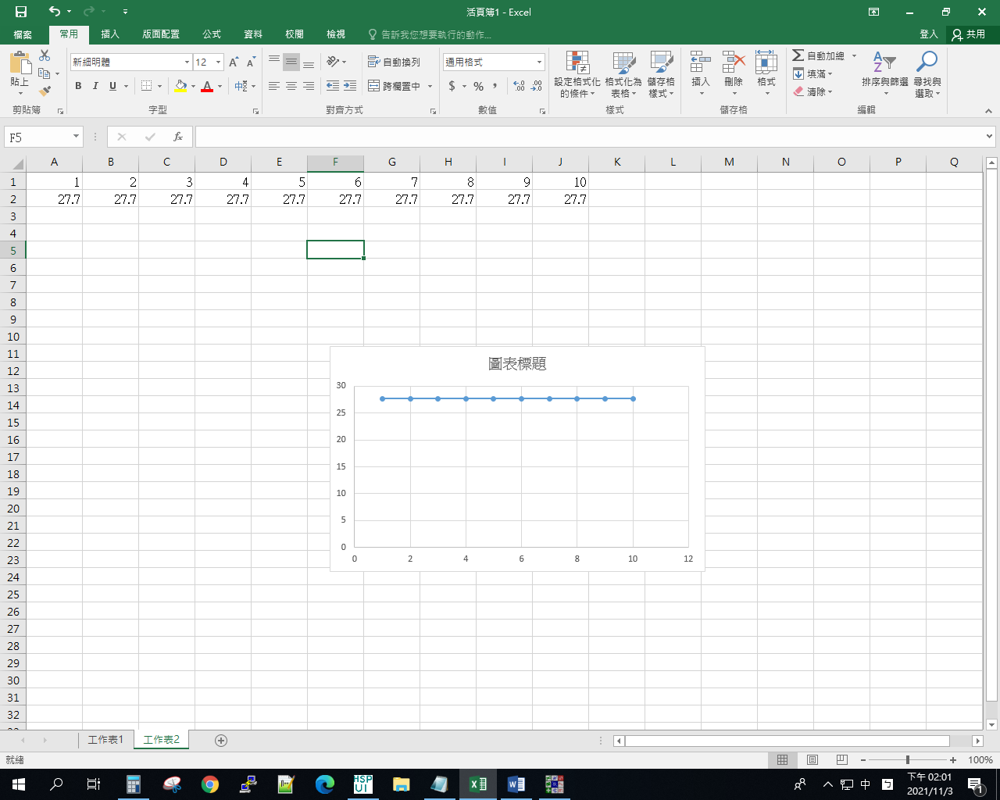 活頁簿1 - Excel
檔案 常用 插入 版面配置 公式 資料 校閱 檢視 告訴我您想要執行的動作... 登入 共用
新細明體 12 自動換列 通用格式 自動加總
貼上 設定格式化的條件 格式化為表格 儲存格樣式 插入 刪除 格式 填滿 排序與篩選 尋找與選取
B I U 中 跨欄置中 $ % , 清除
剪貼簿 字型 對齊方式 數值 樣式 儲存格 編輯
F5 fx
A B C D E F G H I J K L M N O P Q
1 1 2 3 4 5 6 7 8 9 10
2 27.7 27.7 27.7 27.7 27.7 27.7 27.7 27.7 27.7 27.7
3
4
5
6
7
8
9
10
11
12
13
14
15
16
17
18
19
20
21
22
23
24
25
26
27
28
29
30
31
32
圖表標題
30
25
20
15
10
5
0
0 2 4 6 8 10 12
工作表1 工作表2
就緒 100%
HSP UI 中 下午 02:01
2021/11/3 1